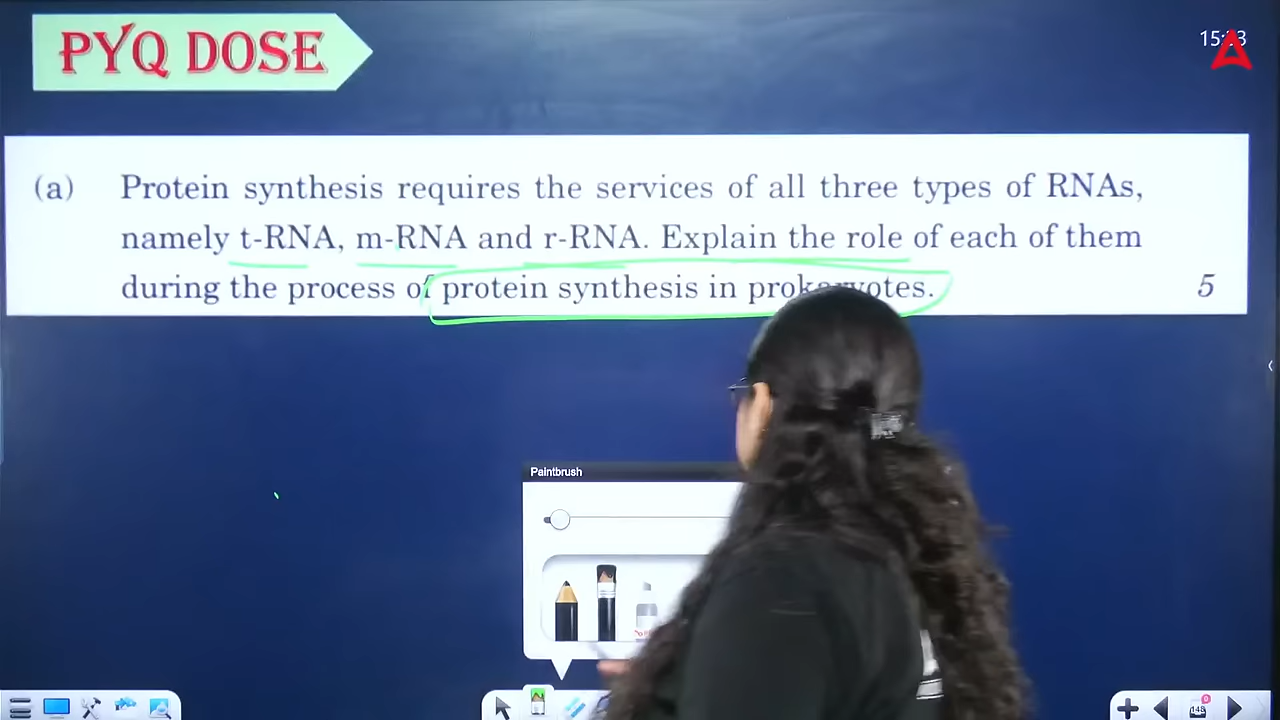 PYQ DOSE
(a) Protein synthesis requires the services of all three types of RNAs,
namely t-RNA, m-RNA and r-RNA. Explain the role of each of them
during the process of protein synthesis in prokaryotes. 5
Paintbrush